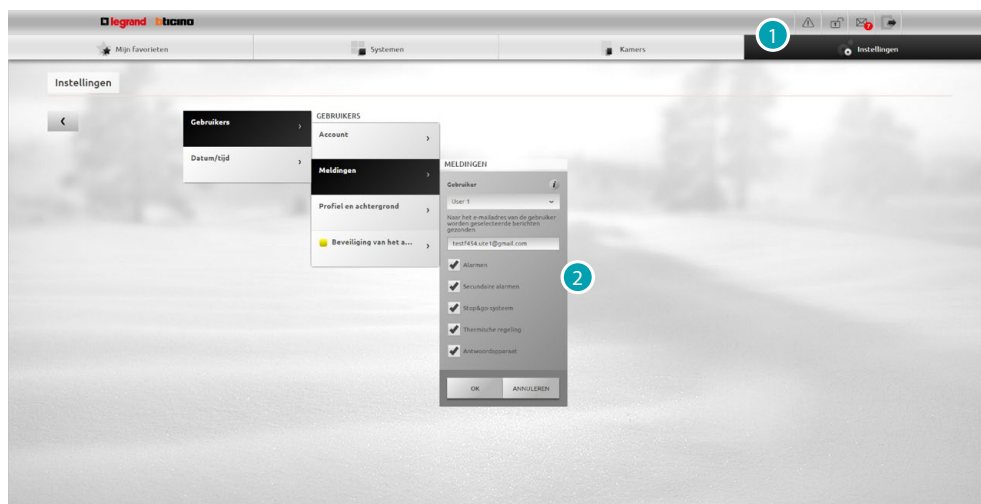 legrand bticino
1
?
Mijn favorieten
Systemen
Kamers
Instellingen
Instellingen
Gebruikers
Datum/tijd
GEBRUIKERS
Account
Meldingen
Profiel en achtergrond
Beveiliging van het a...
MELDINGEN
Gebruiker
i
User 1
Naar het e-mailadres van de gebruiker
worden geselecteerde berichten
gezonden
test7454.ute1@gmail.com
Alarmen
Secundaire alarmen
Stop&go-systeem
Thermische regeling
Antwoordapparaat
2
OK
ANNULEREN